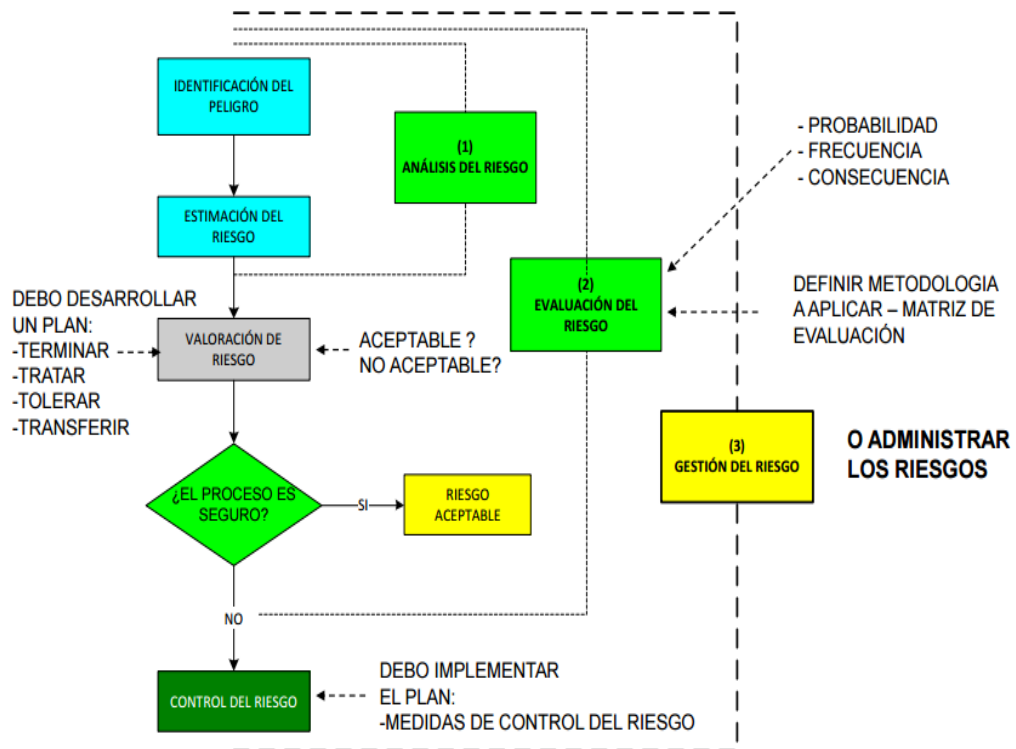 IDENTIFICACIÓN DEL
PELIGRO
(1)
ANÁLISIS DEL RIESGO
- PROBABILIDAD
- FRECUENCIA
- CONSECUENCIA
ESTIMACIÓN DEL
RIESGO
(2)
EVALUACIÓN DEL
RIESGO
DEFINIR METODOLOGIA
A APLICAR – MATRIZ DE
EVALUACIÓN
DEBO DESARROLLAR
UN PLAN:
-TERMINAR
-TRATAR
-TOLERAR
-TRANSFERIR
VALORACIÓN DE
RIESGO
ACEPTABLE ?
NO ACEPTABLE?
(3)
GESTIÓN DEL RIESGO
O ADMINISTRAR
LOS RIESGOS
¿EL PROCESO ES
SEGURO?
SI
RIESGO
ACEPTABLE
NO
CONTROL DEL RIESGO
DEBO IMPLEMENTAR
EL PLAN:
-MEDIDAS DE CONTROL DEL RIESGO